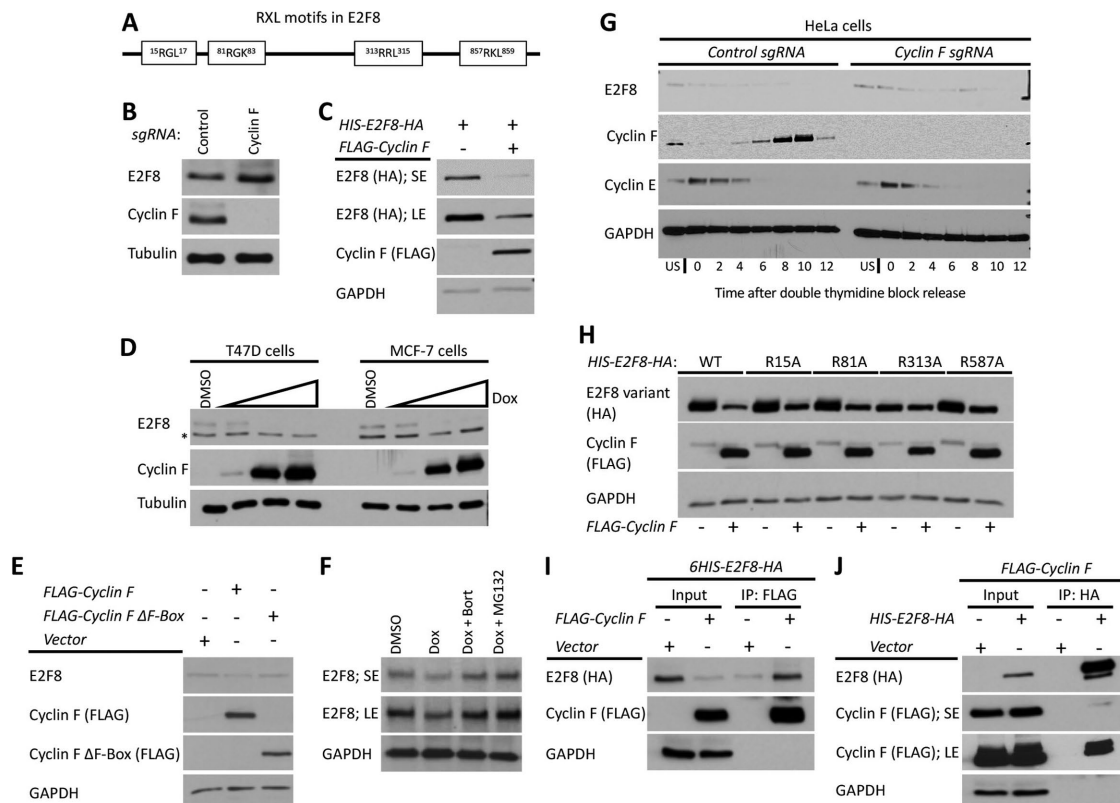 A
RXL motifs in E2F8
¹⁵RGL¹⁷ ⁸¹RGK⁸³ ³¹³RRL³¹⁵ ⁸⁵⁷RKL⁸⁵⁹
B
sgRNA: Control Cyclin F
E2F8
Cyclin F
Tubulin
C
HIS-E2F8-HA + +
FLAG-Cyclin F - +
E2F8 (HA); SE
E2F8 (HA); LE
Cyclin F (FLAG)
GAPDH
D
T47D cells MCF-7 cells
DMSO DMSO Dox
E2F8
*
Cyclin F
Tubulin
E
FLAG-Cyclin F - + -
FLAG-Cyclin F ΔF-Box - - +
Vector + - -
E2F8
Cyclin F (FLAG)
Cyclin F ΔF-Box (FLAG)
GAPDH
F
DMSO Dox Dox + Bort Dox + MG132
E2F8; SE
E2F8; LE
GAPDH
G
HeLa cells
Control sgRNA Cyclin F sgRNA
E2F8
Cyclin F
Cyclin E
GAPDH
US 0 2 4 6 8 10 12 US 0 2 4 6 8 10 12
Time after double thymidine block release
H
HIS-E2F8-HA: WT R15A R81A R313A R587A
E2F8 variant
(HA)
Cyclin F
(FLAG)
GAPDH
FLAG-Cyclin F - + - + - + - + - +
I
6HIS-E2F8-HA
Input IP: FLAG
FLAG-Cyclin F - + - +
Vector + - + -
E2F8 (HA)
Cyclin F (FLAG)
GAPDH
J
FLAG-Cyclin F
Input IP: HA
HIS-E2F8-HA - + - +
Vector + - + -
E2F8 (HA)
Cyclin F (FLAG); SE
Cyclin F (FLAG); LE
GAPDH